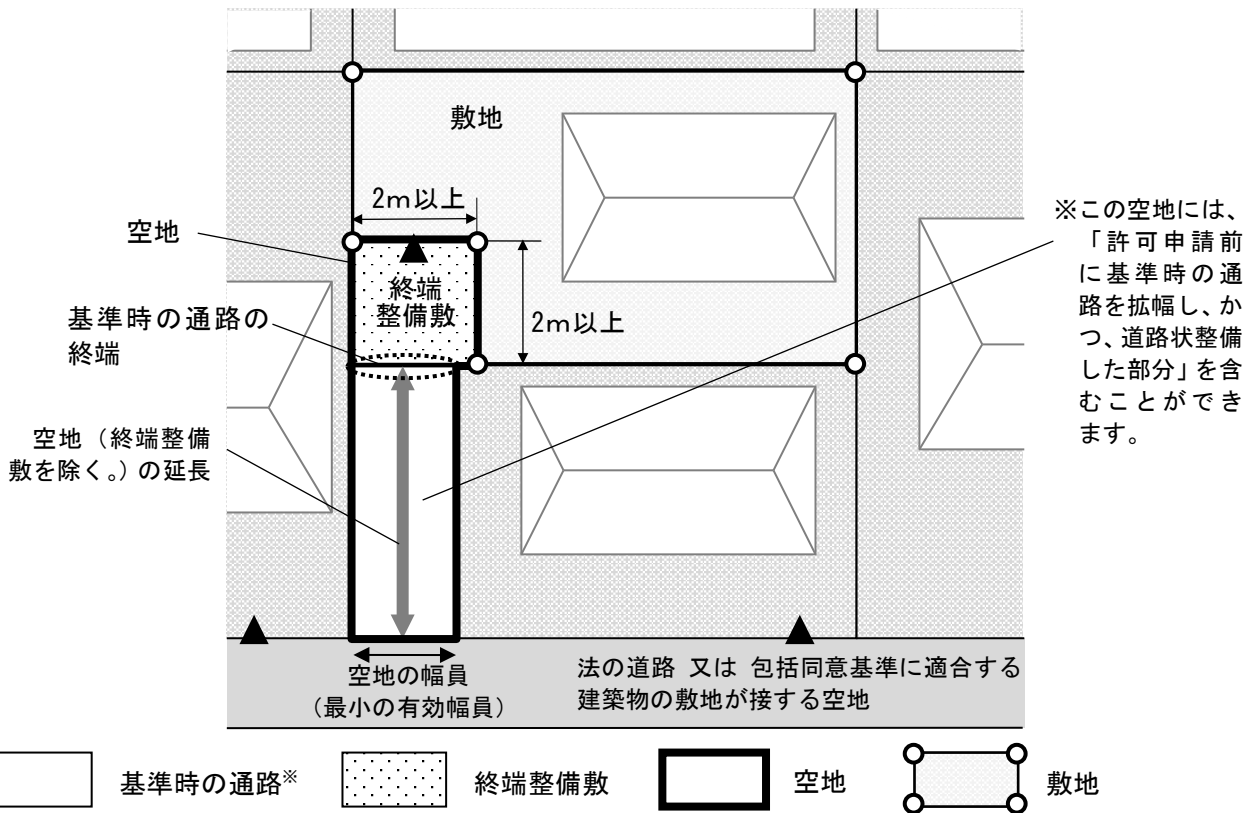 敷地
2m以上
空地
終端
整備敷
2m以上
基準時の通路の
終端
空地（終端整備
敷を除く。）の延長
※この空地には、
「許可申請前
に基準時の通
路を拡幅し、か
つ、道路状整備
した部分」を含
むことができ
ます。
空地の幅員
（最小の有効幅員）
法の道路 又は 包括同意基準に適合する
建築物の敷地が接する空地
基準時の通路※
終端整備敷
空地
敷地